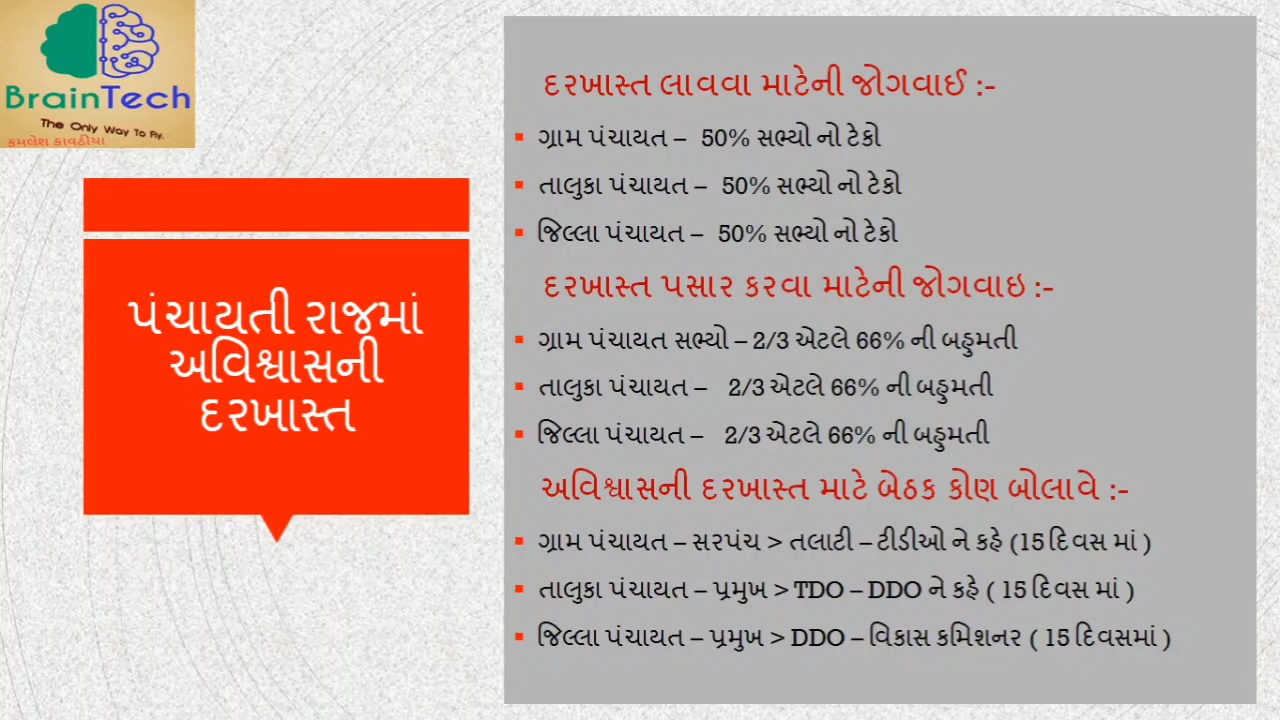 BrainTech
The Only Way To Fly.
કમલેશ કાવઠીયા
પંચાયતી રાજમાં
અવિશ્વાસની
દરખાસ્ત
દરખાસ્ત લાવવા માટેની જોગવાઈ :-
ગ્રામ પંચાયત – 50% સભ્યો નો ટેકો
તાલુકા પંચાયત – 50% સભ્યો નો ટેકો
જિલ્લા પંચાયત – 50% સભ્યો નો ટેકો
દરખાસ્ત પસાર કરવા માટેની જોગવાઇ :-
ગ્રામ પંચાયત સભ્યો – 2/3 એટલે 66% ની બહુમતી
તાલુકા પંચાયત – 2/3 એટલે 66% ની બહુમતી
જિલ્લા પંચાયત – 2/3 એટલે 66% ની બહુમતી
અવિશ્વાસની દરખાસ્ત માટે બેઠક કોણ બોલાવે :-
ગ્રામ પંચાયત – સરપંચ > તલાટી – ટીડીઓ ને કહે (15 દિવસ માં )
તાલુકા પંચાયત – પ્રમુખ > TDO – DDO ને કહે ( 15 દિવસ માં )
જિલ્લા પંચાયત – પ્રમુખ > DDO – વિકાસ કમિશનર ( 15 દિવસમાં )